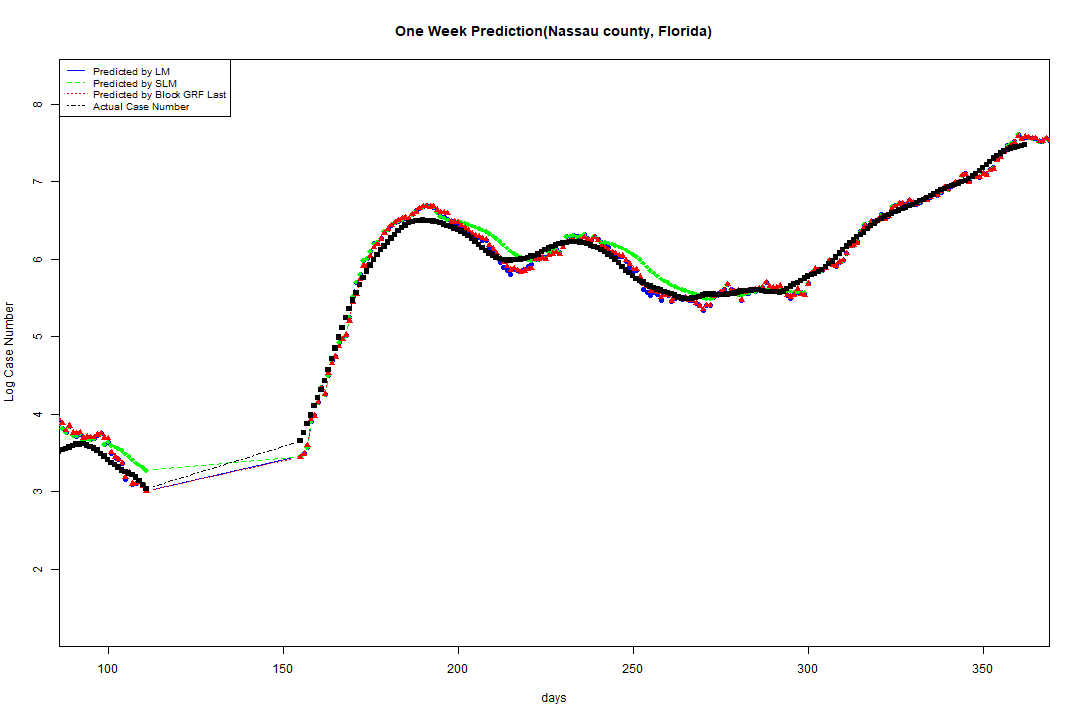 One Week Prediction(Nassau county, Florida)
Predicted by LM
Predicted by SLM
Predicted by Block GRF Last
Actual Case Number
8
7
6
5
4
3
2
Log Case Number
100 150 200 250 300 350
days